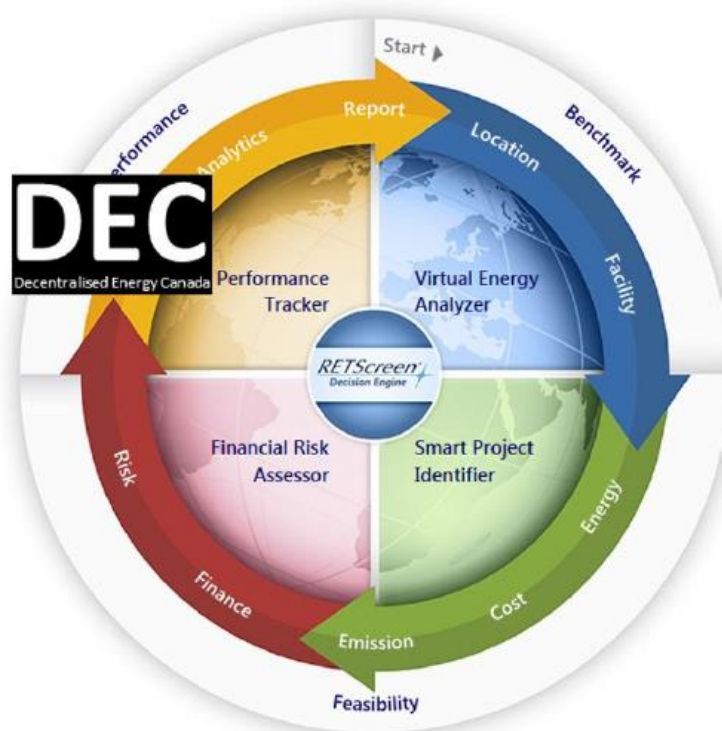 Start
Report
Location
Benchmark
Facility
Virtual Energy
Analyzer
Energy
Cost
Emission
Smart Project
Identifier
Feasibility
Finance
Risk
Financial Risk
Assessor
DEC
Decentralised Energy Canada
erformance
Analytics
Performance
Tracker
RETScreen
Decision Engine